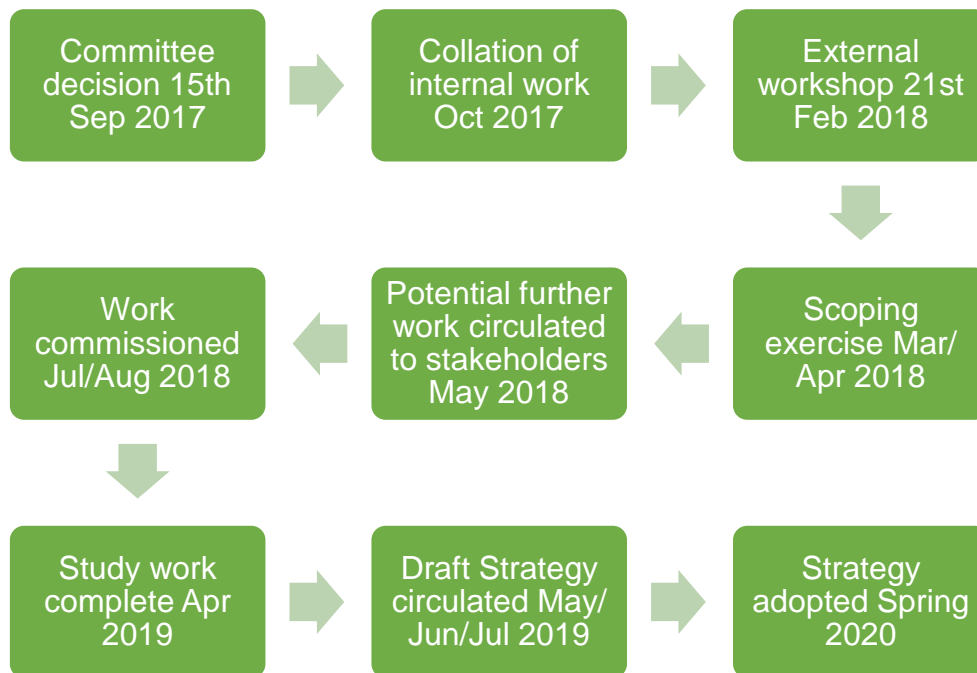 Committee
decision 15th
Sep 2017
Collation of
internal work
Oct 2017
External
workshop 21st
Feb 2018
Scoping
exercise Mar/
Apr 2018
Potential further
work circulated
to stakeholders
May 2018
Work
commissioned
Jul/Aug 2018
Study work
complete Apr
2019
Draft Strategy
circulated May/
Jun/Jul 2019
Strategy
adopted Spring
2020